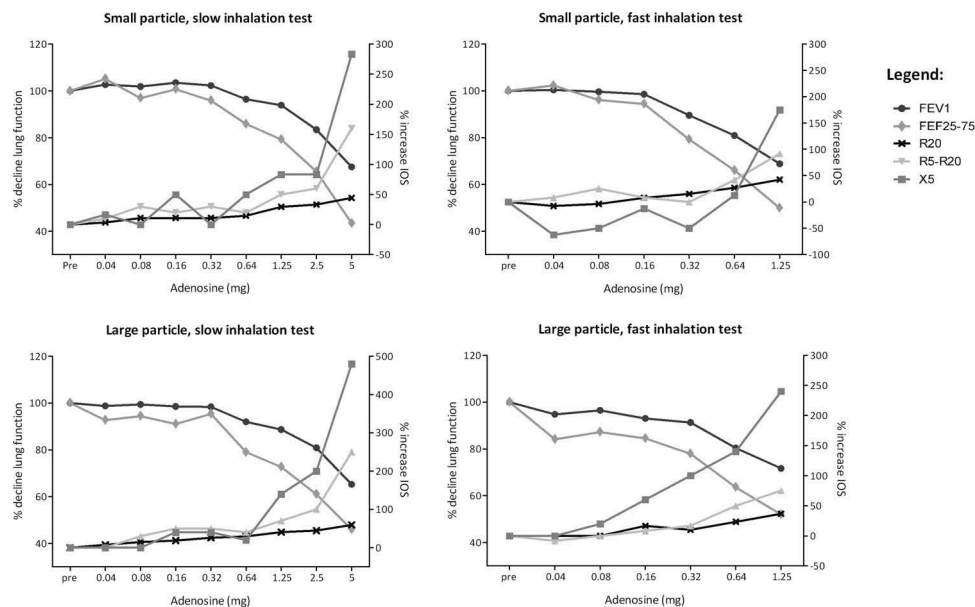 Small particle, slow inhalation test
120
100
80
60
40
% decline lung function
300
250
200
150
100
50
0
-50
% increase IOS
Pre 0.04 0.08 0.16 0.32 0.64 1.25 2.5 5
Adenosine (mg)
Small particle, fast inhalation test
120
100
80
60
40
% decline lung function
300
250
200
150
100
50
0
-50
-100
% increase IOS
pre 0.04 0.08 0.16 0.32 0.64 1.25
Adenosine (mg)
Legend:
FEV1
FEF25-75
R20
R5-R20
X5
Large particle, slow inhalation test
120
100
80
60
40
% decline lung function
500
400
300
200
100
0
% increase IOS
pre 0.04 0.08 0.16 0.32 0.64 1.25 2.5 5
Adenosine (mg)
Large particle, fast inhalation test
120
100
80
60
40
% decline lung function
300
250
200
150
100
50
0
-50
% increase IOS
pre 0.04 0.08 0.16 0.32 0.64 1.25
Adenosine (mg)